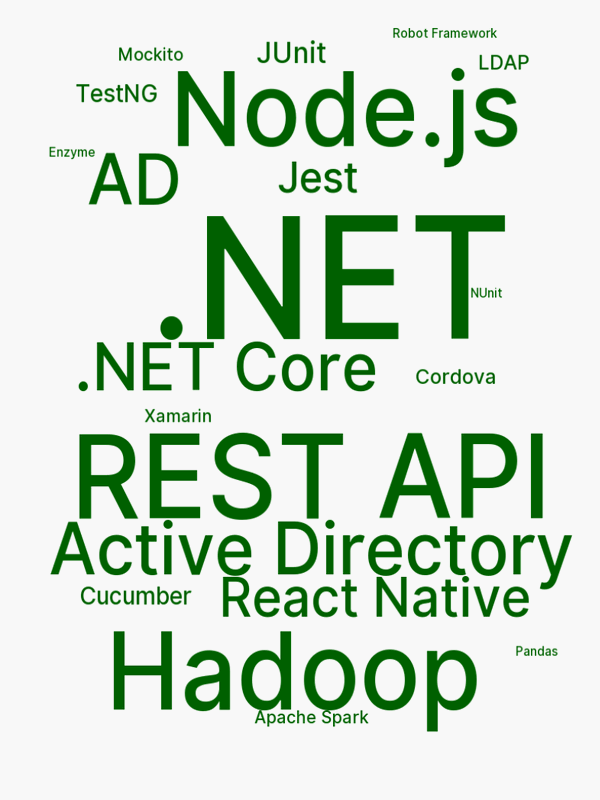 Robot Framework
Mockito
JUnit
LDAP
TestNG
Node.js
Enzyme
AD
Jest
.NET
NUnit
.NET Core
Cordova
Xamarin
REST API
Active Directory
Cucumber
React Native
Hadoop
Pandas
Apache Spark